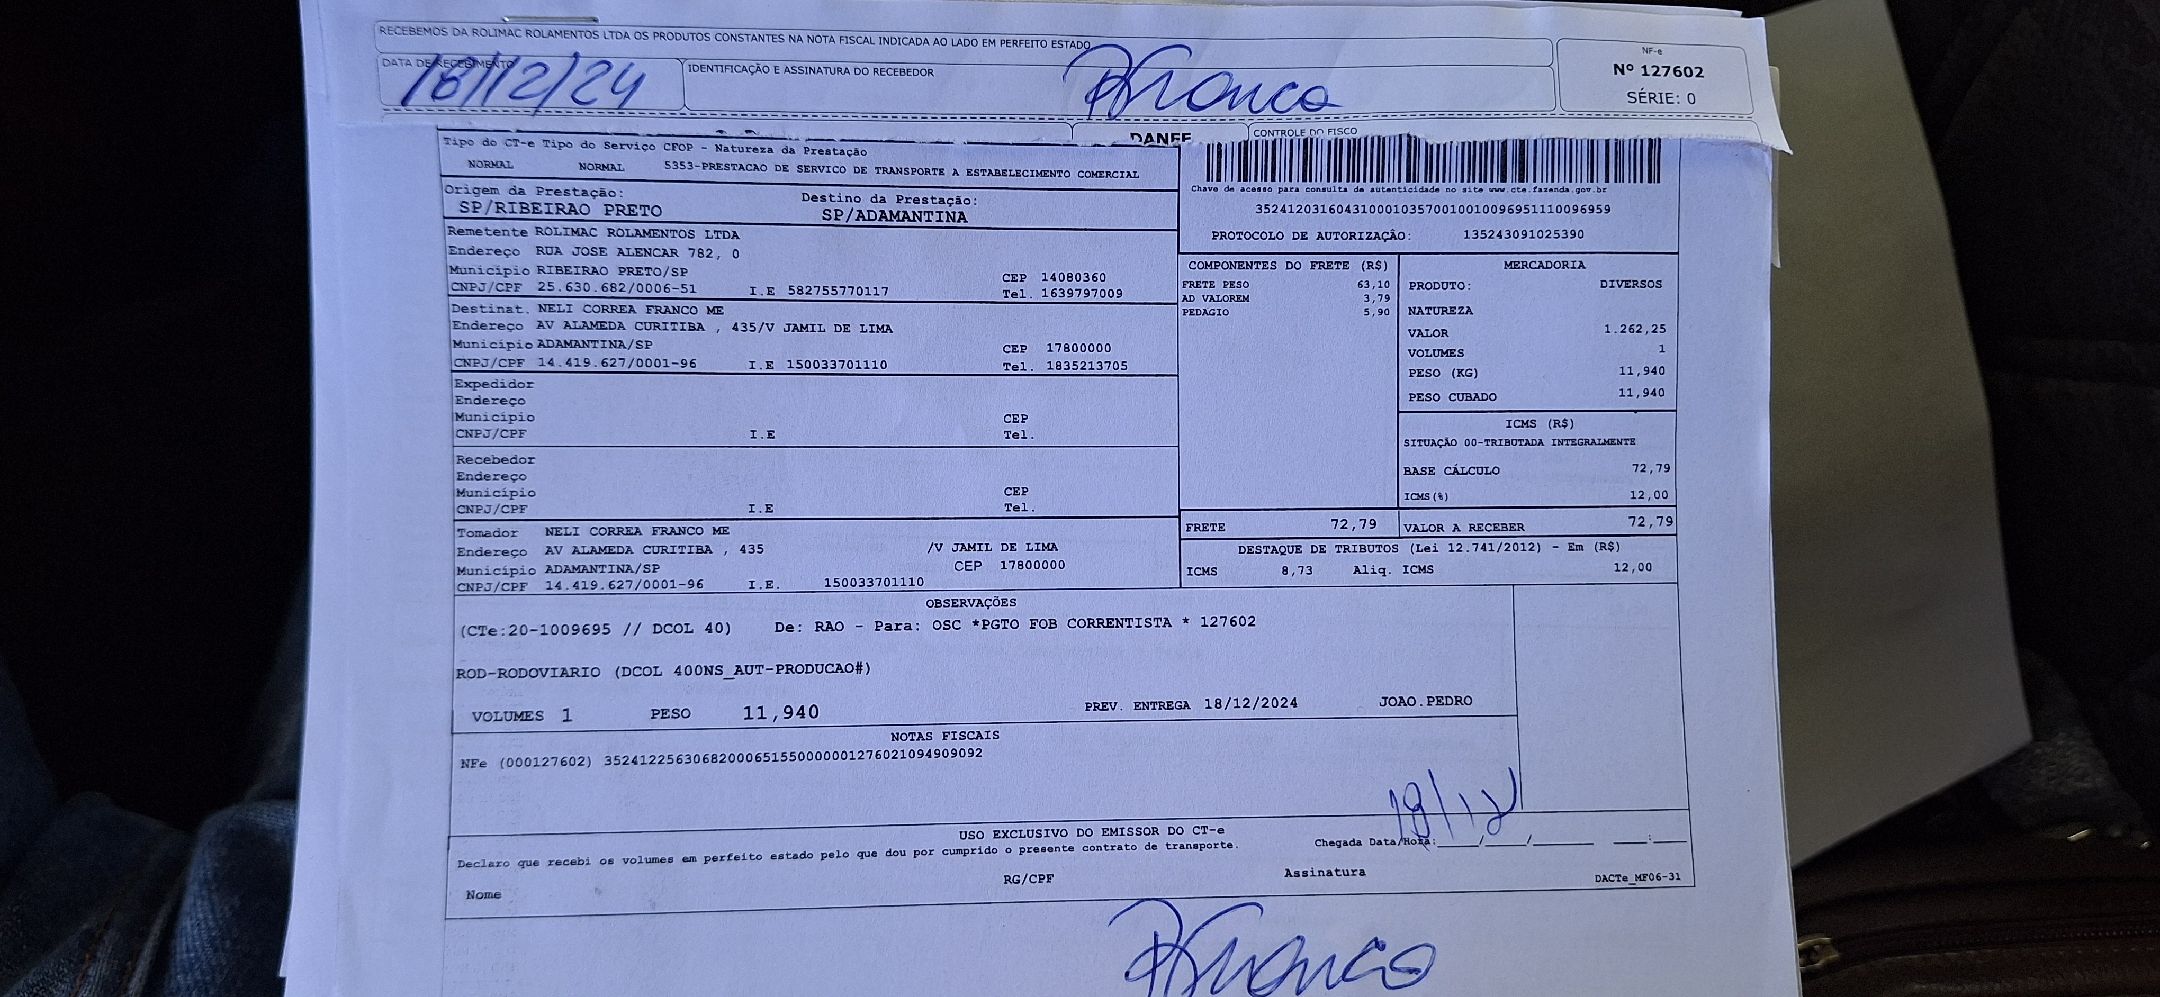 RECEBEMOS DA ROLIMAC ROLAMENTOS LTDA OS PRODUTOS CONSTANTES NA NOTA FISCAL INDICADA AO LADO EM PERFEITO ESTADO
DATA DE RECEBIMENTO
18/12/24
IDENTIFICAÇÃO E ASSINATURA DO RECEBEDOR
Franco
NF-e
Nº 127602
SÉRIE: 0
DANFE
CONTROLE DO FISCO
Tipo do CT-e Tipo do Serviço CFOP - Natureza da Prestação
NORMAL NORMAL 5353-PRESTACAO DE SERVICO DE TRANSPORTE A ESTABELECIMENTO COMERCIAL
Origem da Prestação:
SP/RIBEIRAO PRETO
Destino da Prestação:
SP/ADAMANTINA
Chave de acesso para consulta de autenticidade no site www.cte.fazenda.gov.br
35241203160431000103570010010096951110096959
PROTOCOLO DE AUTORIZAÇÃO: 135243091025390
Remetente ROLIMAC ROLAMENTOS LTDA
Endereço RUA JOSE ALENCAR 782, 0
Município RIBEIRAO PRETO/SP CEP 14080360
CNPJ/CPF 25.630.682/0006-51 I.E 582755770117 Tel. 1639797009
Destinat. NELI CORREA FRANCO ME
Endereço AV ALAMEDA CURITIBA , 435/V JAMIL DE LIMA
Município ADAMANTINA/SP CEP 17800000
CNPJ/CPF 14.419.627/0001-96 I.E 150033701110 Tel. 1835213705
Expedidor
Endereço
Município CEP
CNPJ/CPF I.E Tel.
Recebedor
Endereço
Município CEP
CNPJ/CPF I.E Tel.
Tomador NELI CORREA FRANCO ME
Endereço AV ALAMEDA CURITIBA , 435 /V JAMIL DE LIMA
Município ADAMANTINA/SP CEP 17800000
CNPJ/CPF 14.419.627/0001-96 I.E. 150033701110
COMPONENTES DO FRETE (R$)
FRETE PESO 63,10
AD VALOREM 3,79
PEDAGIO 5,90
MERCADORIA
PRODUTO: DIVERSOS
NATUREZA
VALOR 1.262,25
VOLUMES 1
PESO (KG) 11,940
PESO CUBADO 11,940
ICMS (R$)
SITUAÇÃO 00-TRIBUTADA INTEGRALMENTE
BASE CÁLCULO 72,79
ICMS(%) 12,00
FRETE 72,79 VALOR A RECEBER 72,79
DESTAQUE DE TRIBUTOS (Lei 12.741/2012) - Em (R$)
ICMS 8,73 Aliq. ICMS 12,00
OBSERVAÇÕES
(CTe:20-1009695 // DCOL 40) De: RAO - Para: OSC *PGTO FOB CORRENTISTA * 127602
ROD-RODOVIARIO (DCOL 400NS_AUT-PRODUCAO#)
VOLUMES 1 PESO 11,940 PREV. ENTREGA 18/12/2024 JOAO.PEDRO
NOTAS FISCAIS
NFe (000127602) 35241225630682000651550000001276021094909092
18/12
USO EXCLUSIVO DO EMISSOR DO CT-e
Declaro que recebi os volumes em perfeito estado pelo que dou por cumprido o presente contrato de transporte.
Chegada Data/Hora:____/____/______ ___:___
Nome RG/CPF Assinatura DACTe_MF06-31
Franco